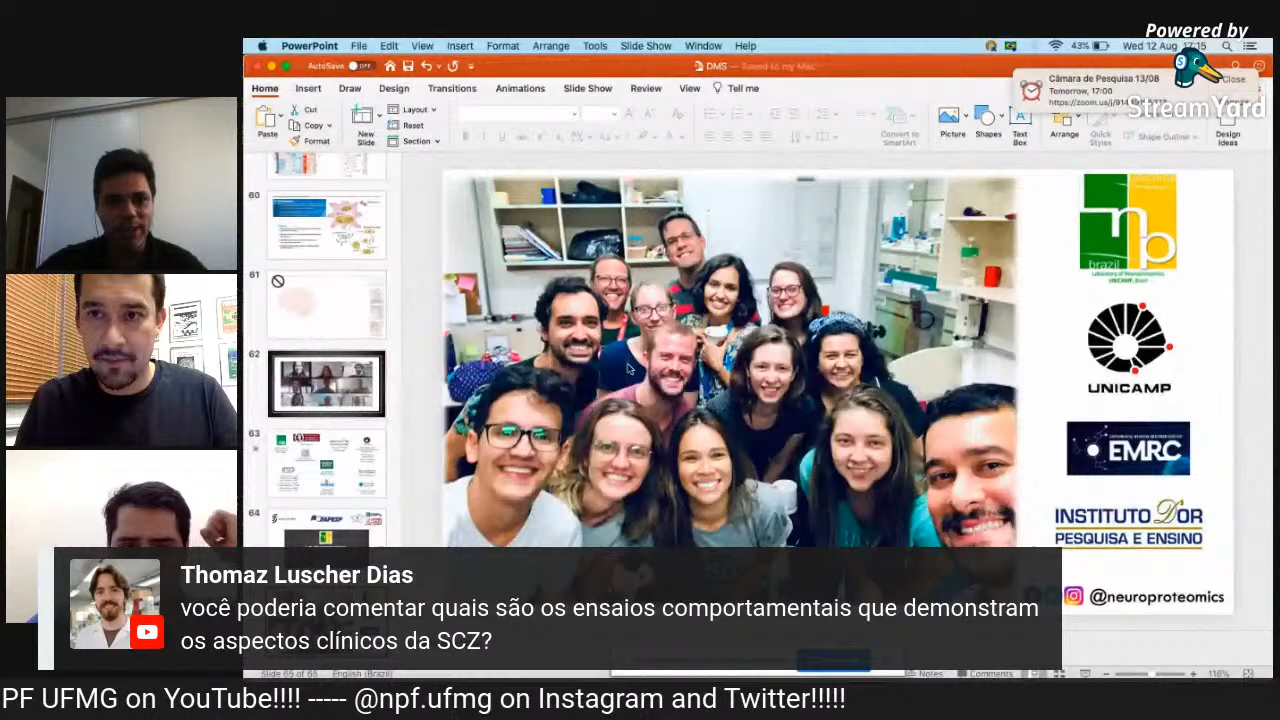 Powered by
StreamYard
PowerPoint File Edit View Insert Format Arrange Tools Slide Show Window Help
43% Wed 12 Aug 17:15
AutoSave OFF
DMS — Saved to my Mac
Câmara de Pesquisa 13/08
Tomorrow, 17:00
Close
Home Insert Draw Design Transitions Animations Slide Show Review View Tell me
Paste
Cut
Copy
Format
New
Slide
Layout
Reset
Section
Convert to
SmartArt
Picture
Shapes
Text
Box
Arrange
Quick
Styles
Shape Outline
Design
Ideas
60
61
62
63
64
npb
brazil
Laboratory of Neuroproteomics
UNICAMP, Brazil
UNICAMP
EMRC
INSTITUTO D'OR
PESQUISA E ENSINO
@neuroproteomics
Thomaz Luscher Dias
você poderia comentar quais são os ensaios comportamentais que demonstram
os aspectos clínicos da SCZ?
Slide 65 of 65 English (Brazil)
Notes Comments 116%
PF UFMG on YouTube!!!! ----- @npf.ufmg on Instagram and Twitter!!!!!